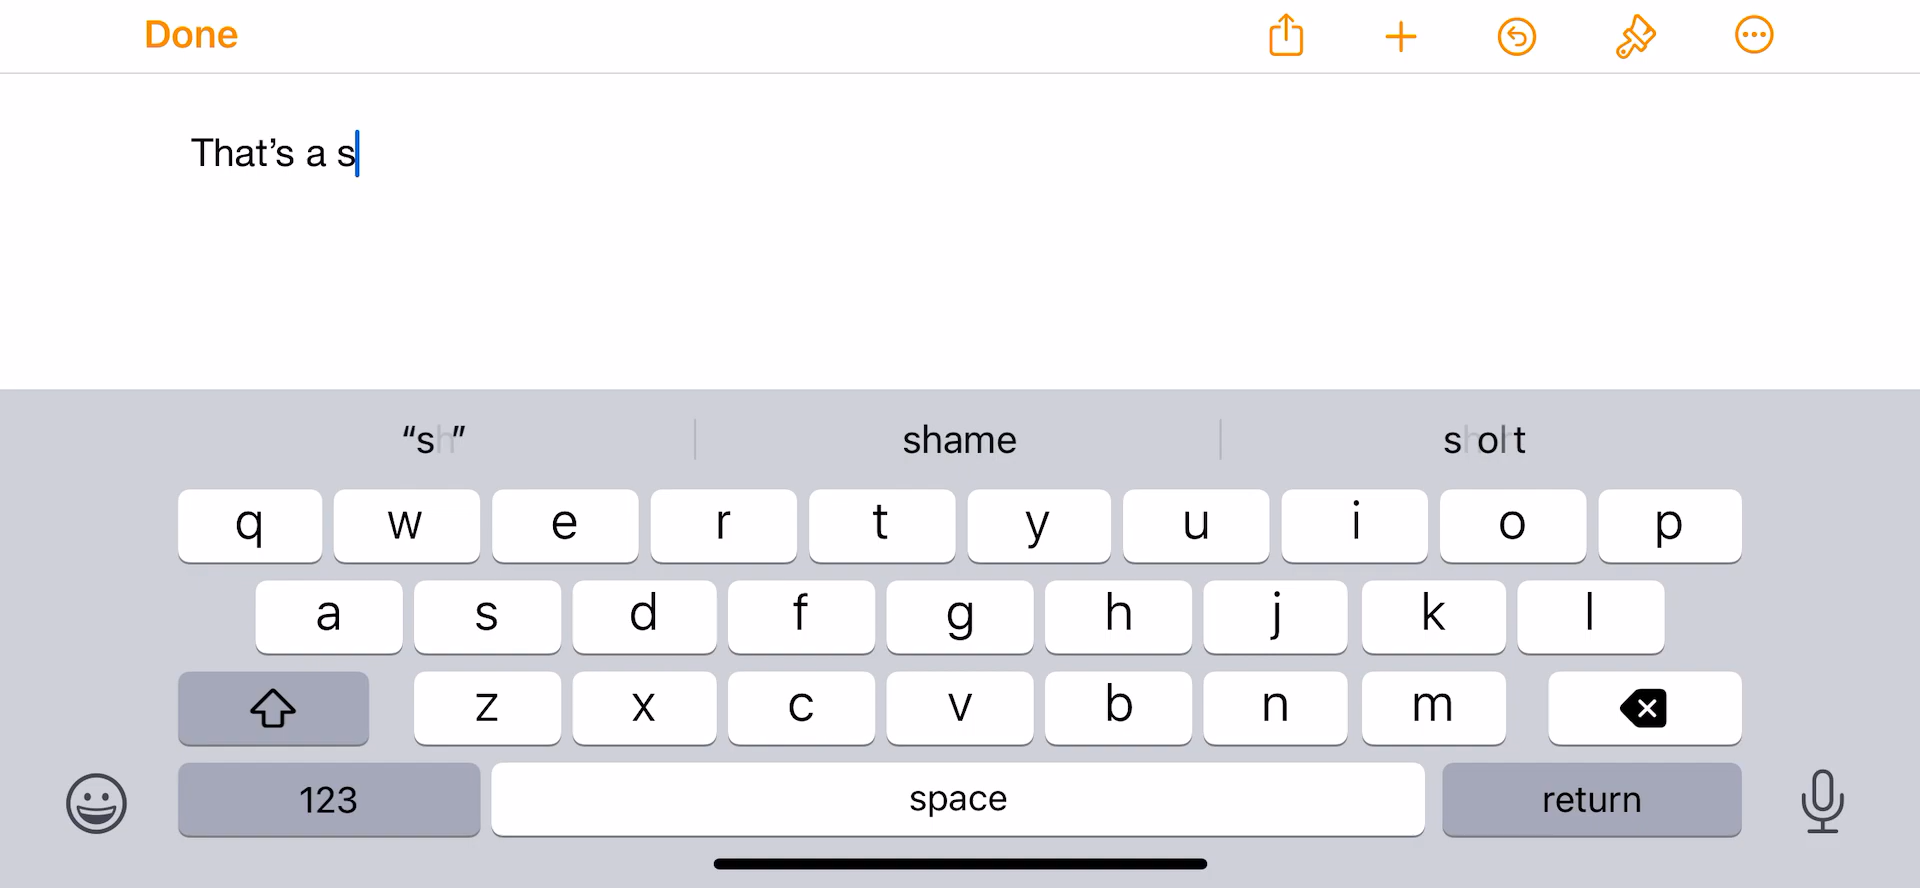 Done
That’s a s
shame
q w e r t y u i o p
a s d f g h j k l
z x c v b n m
123 space return